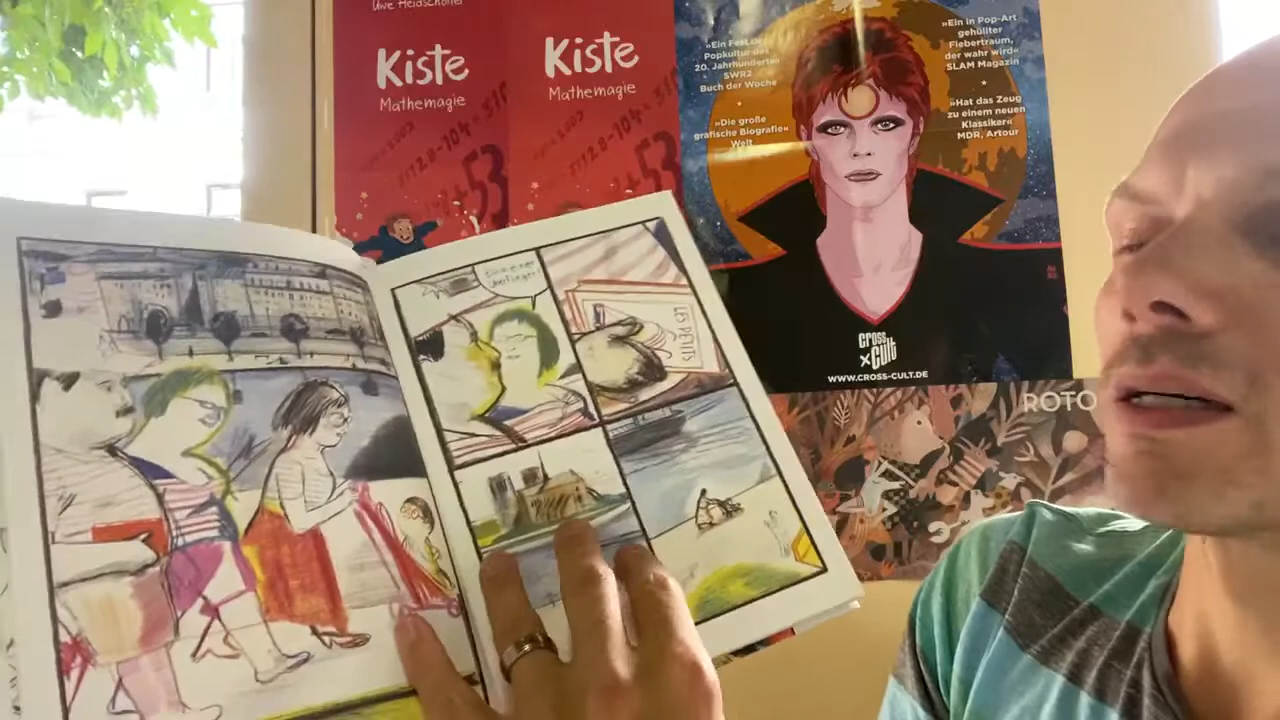 Uwe Heidschötter
Kiste
Mathemagie
Kiste
Mathemagie
»Ein Fest der
Popkultur des
20. Jahrhunderts«
SWR2
Buch der Woche
*
»Die große
grafische Biografie«
Welt
»Ein in Pop-Art
gehüllter
Fiebertraum,
der wahr wird«
SLAM Magazin
*
»Hat das Zeug
zu einem neuen
Klassiker«
MDR, Artour
cross
x cult
WWW.CROSS-CULT.DE
ROTO
LES PETITS
53